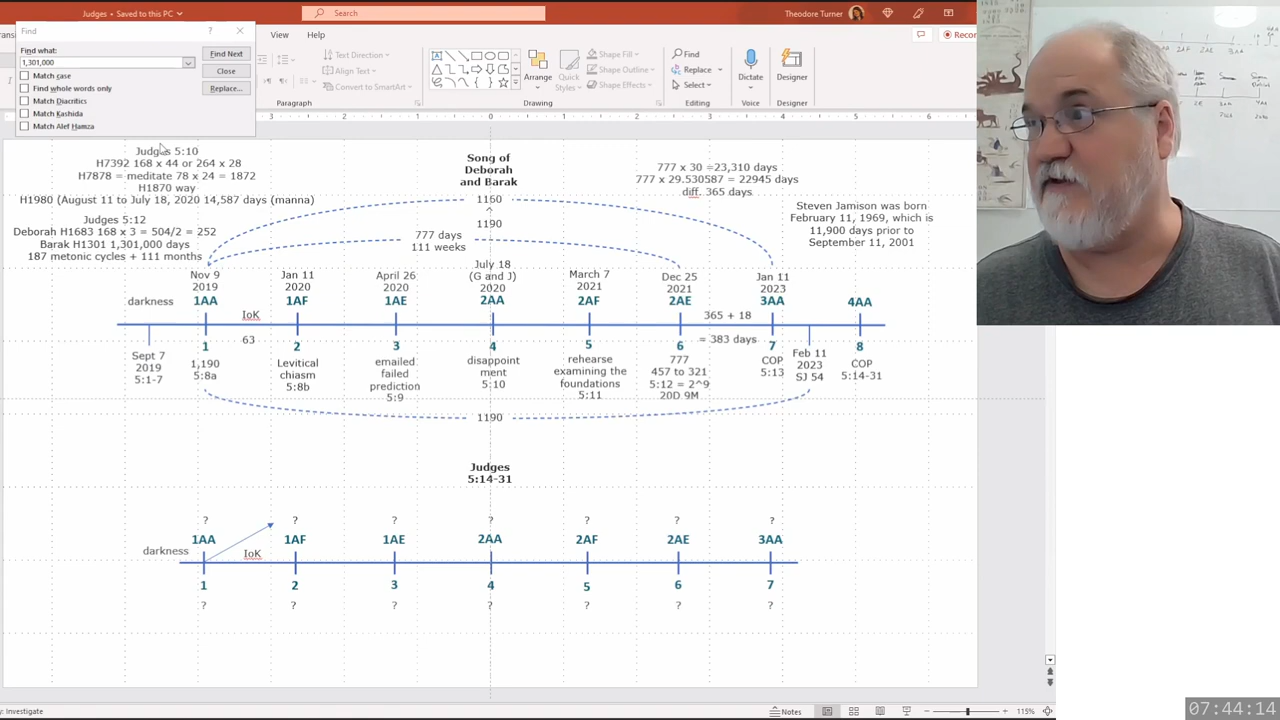 Judges • Saved to this PC
Search
Theodore Turner
Find
?
View
Help
Recor
Find what:
1,301,000
Find Next
Close
Replace...
Match case
Find whole words only
Match Diacritics
Match Kashida
Match Alef Hamza
Text Direction
Align Text
Convert to SmartArt
Paragraph
Arrange
Quick
Styles
Shape Fill
Shape Outline
Shape Effects
Drawing
Find
Replace
Select
Editing
Dictate
Voice
Designer
Designer
3 2 1 0 1 2 3 4 5 6
Judges 5:10
H7392 168 x 44 or 264 x 28
H7878 = meditate 78 x 24 = 1872
H1870 way
H1980 (August 11 to July 18, 2020 14,587 days (manna)
Judges 5:12
Deborah H1683 168 x 3 = 504/2 = 252
Barak H1301 1,301,000 days
187 metonic cycles + 111 months
Song of
Deborah
and Barak
1160
^
1190
777 days
111 weeks
777 x 30 =23,310 days
777 x 29.530587 = 22945 days
diff. 365 days
Steven Jamison was born
February 11, 1969, which is
11,900 days prior to
September 11, 2001
Nov 9
2019
Jan 11
2020
April 26
2020
July 18
(G and J)
2020
March 7
2021
Dec 25
2021
Jan 11
2023
darkness
1AA
1AF
1AE
2AA
2AF
2AE
3AA
4AA
IoK
365 + 18
63
= 383 days
1
2
3
4
5
6
7
8
Sept 7
2019
5:1-7
1,190
5:8a
Levitical
chiasm
5:8b
emailed
failed
prediction
5:9
disappoint
ment
5:10
rehearse
examining the
foundations
5:11
777
457 to 321
5:12 = 2^9
20D 9M
COP
5:13
Feb 11
2023
SJ 54
COP
5:14-31
1190
Judges
5:14-31
? ? ? ? ? ? ?
1AA
1AF
1AE
2AA
2AF
2AE
3AA
darkness
IoK
1
2
3
4
5
6
7
? ? ? ? ? ? ?
y: Investigate
Notes
115%
07:44:14